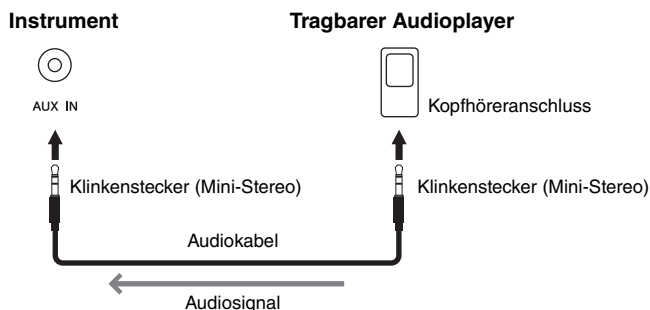 Instrument
Tragbarer Audioplayer
AUX IN
Kopfhöreranschluss
Klinkenstecker (Mini-Stereo)
Klinkenstecker (Mini-Stereo)
Audiokabel
Audiosignal